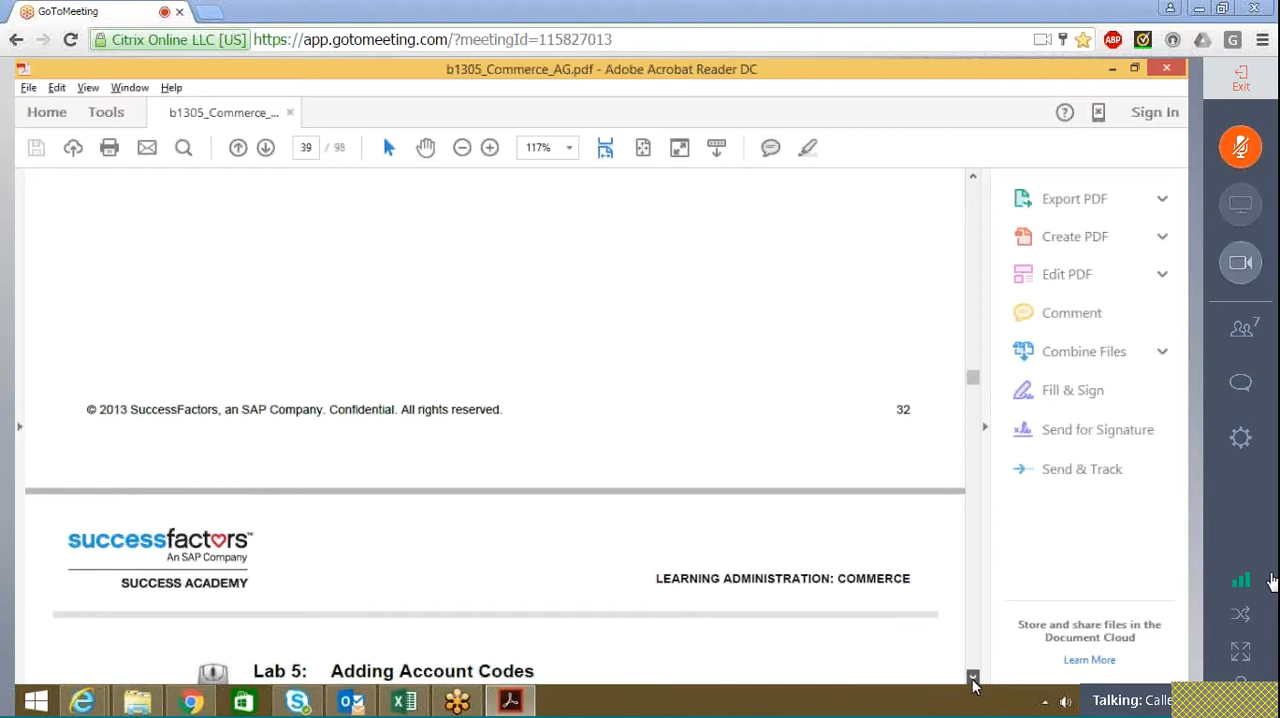 GoToMeeting
Citrix Online LLC [US] https://app.gotomeeting.com/?meetingId=115827013
ABP
G
b1305_Commerce_AG.pdf - Adobe Acrobat Reader DC
Exit
File Edit View Window Help
Home Tools b1305_Commerce_... Sign In
39 / 98 117%
Export PDF
Create PDF
Edit PDF
Comment
Combine Files
Fill & Sign
Send for Signature
Send & Track
7
© 2013 SuccessFactors, an SAP Company. Confidential. All rights reserved. 32
successfactors™
An SAP Company
SUCCESS ACADEMY
LEARNING ADMINISTRATION: COMMERCE
Lab 5: Adding Account Codes
Store and share files in the
Document Cloud
Learn More
Talking: Calle